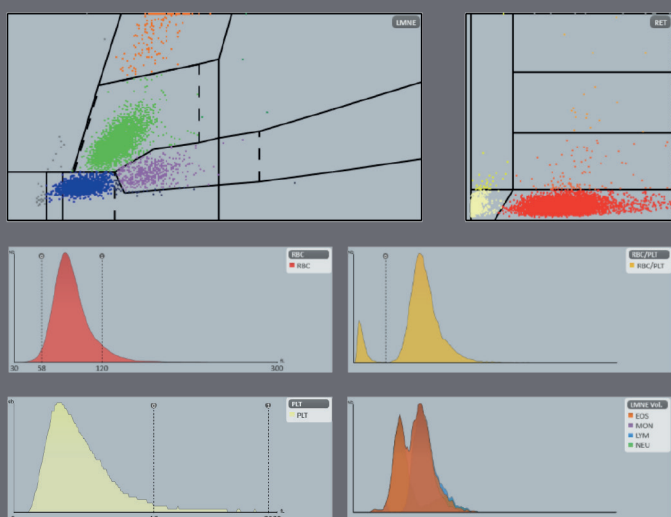 LMNE
RET
RBC
RBC
30
58
120
300
RBC/PLT
RBC/PLT
PLT
PLT
LMNE Vol.
EOS
MON
LYM
NEU